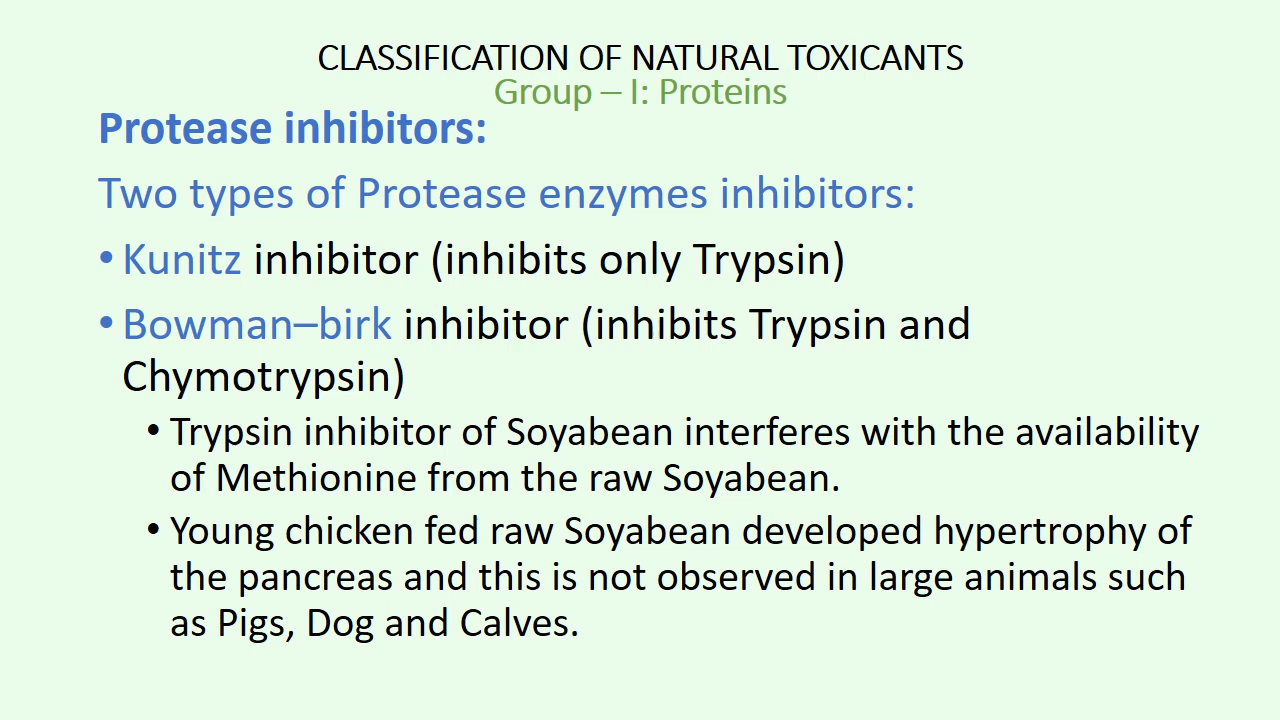 CLASSIFICATION OF NATURAL TOXICANTS
Group – I: Proteins
Protease inhibitors:
Two types of Protease enzymes inhibitors:
• Kunitz inhibitor (inhibits only Trypsin)
• Bowman–birk inhibitor (inhibits Trypsin and
Chymotrypsin)
• Trypsin inhibitor of Soyabean interferes with the availability
of Methionine from the raw Soyabean.
• Young chicken fed raw Soyabean developed hypertrophy of
the pancreas and this is not observed in large animals such
as Pigs, Dog and Calves.